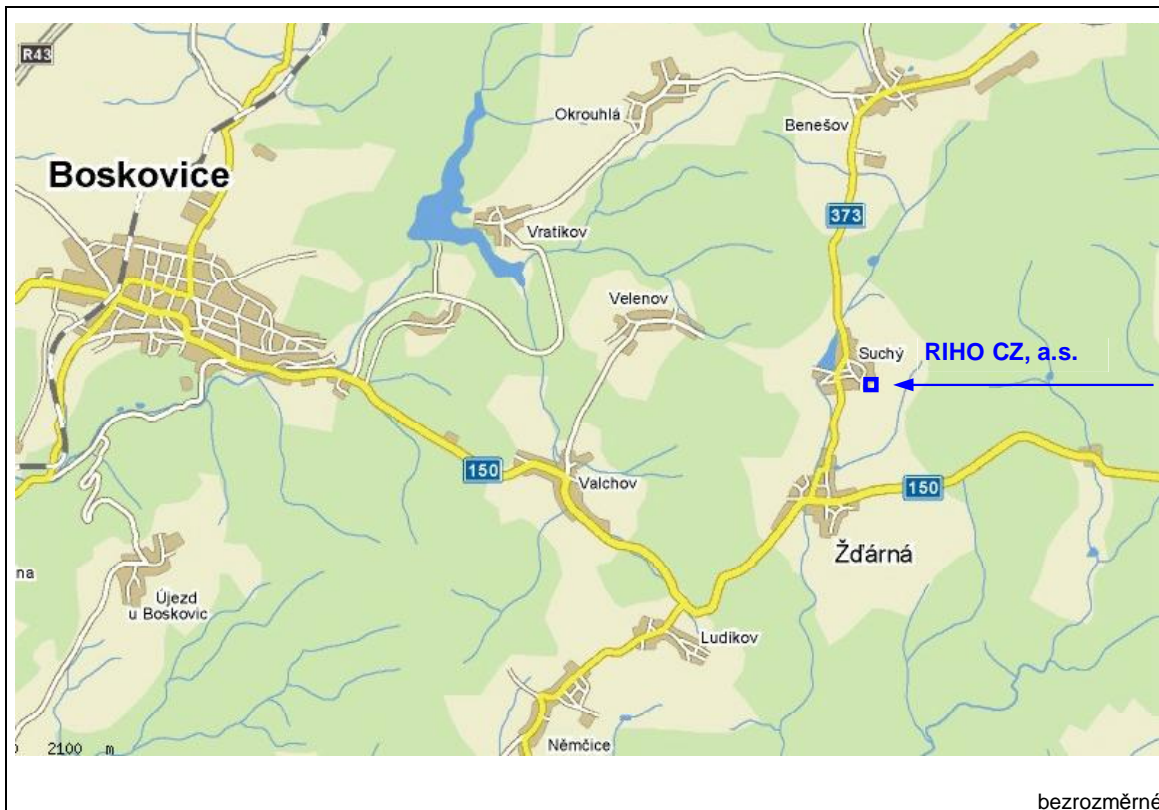 R43
Okrouhlá
Benešov
Boskovice
373
Vratíkov
Velenov
Suchý
RIHO CZ, a.s.
150
Valchov
150
Žďárná
na
Újezd
u Boskovic
Ludíkov
2100 m
Němčice
bezrozměrné